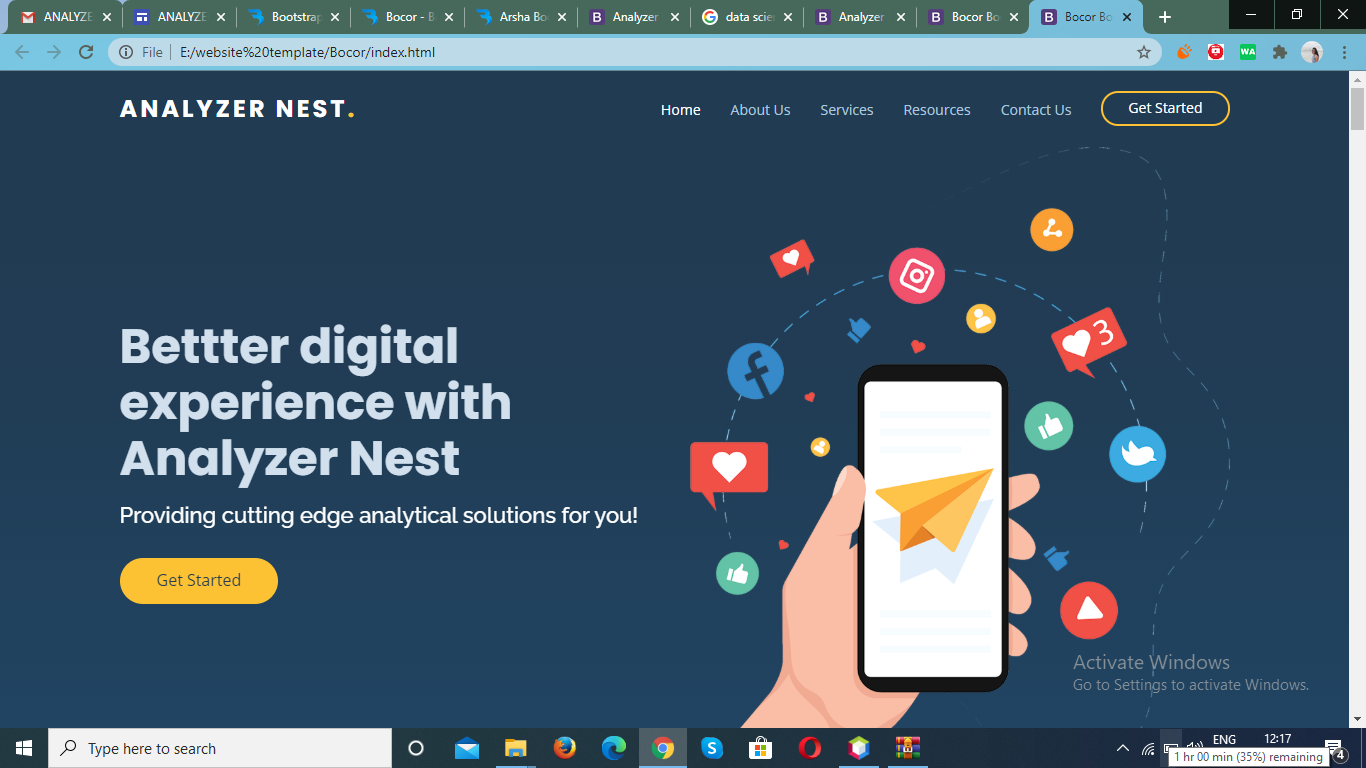 ANALYZE
ANALYZE
Bootstrap
Bocor - B
Arsha Bo
Analyzer
data scie
Analyzer
Bocor Bo
Bocor Bo
File
E:/website%20template/Bocor/index.html
WA
ANALYZER NEST.
Home
About Us
Services
Resources
Contact Us
Get Started
3
Bettter digital
experience with
Analyzer Nest
Providing cutting edge analytical solutions for you!
Get Started
Activate Windows
Go to Settings to activate Windows.
Type here to search
ENG
12:17
1 hr 00 min (35%) remaining
4